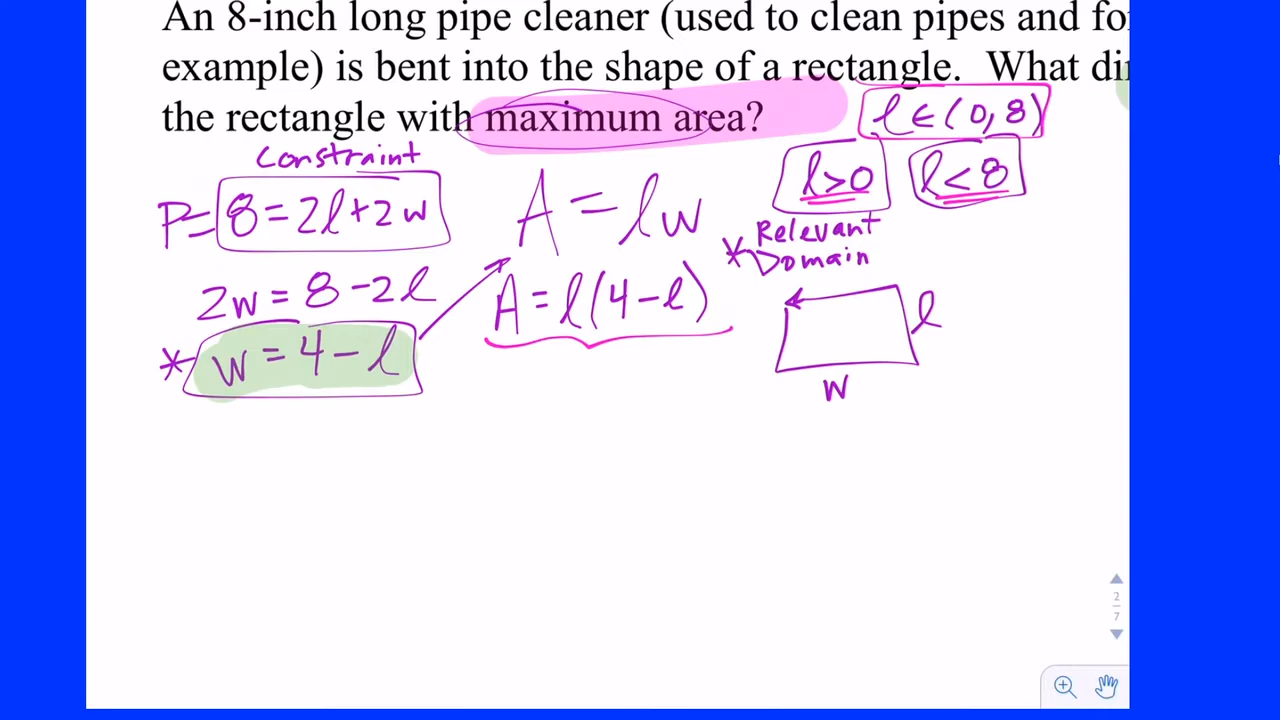 An 8-inch long pipe cleaner (used to clean pipes and
example) is bent into the shape of a rectangle. What
the rectangle with maximum area?
l ∈ (0, 8)
constraint
l > 0
l < 8
P = 8 = 2l + 2w
A = lw
* Relevant
Domain
2w = 8 - 2l
A = l(4 - l)
l
* w = 4 - l
w
2
7